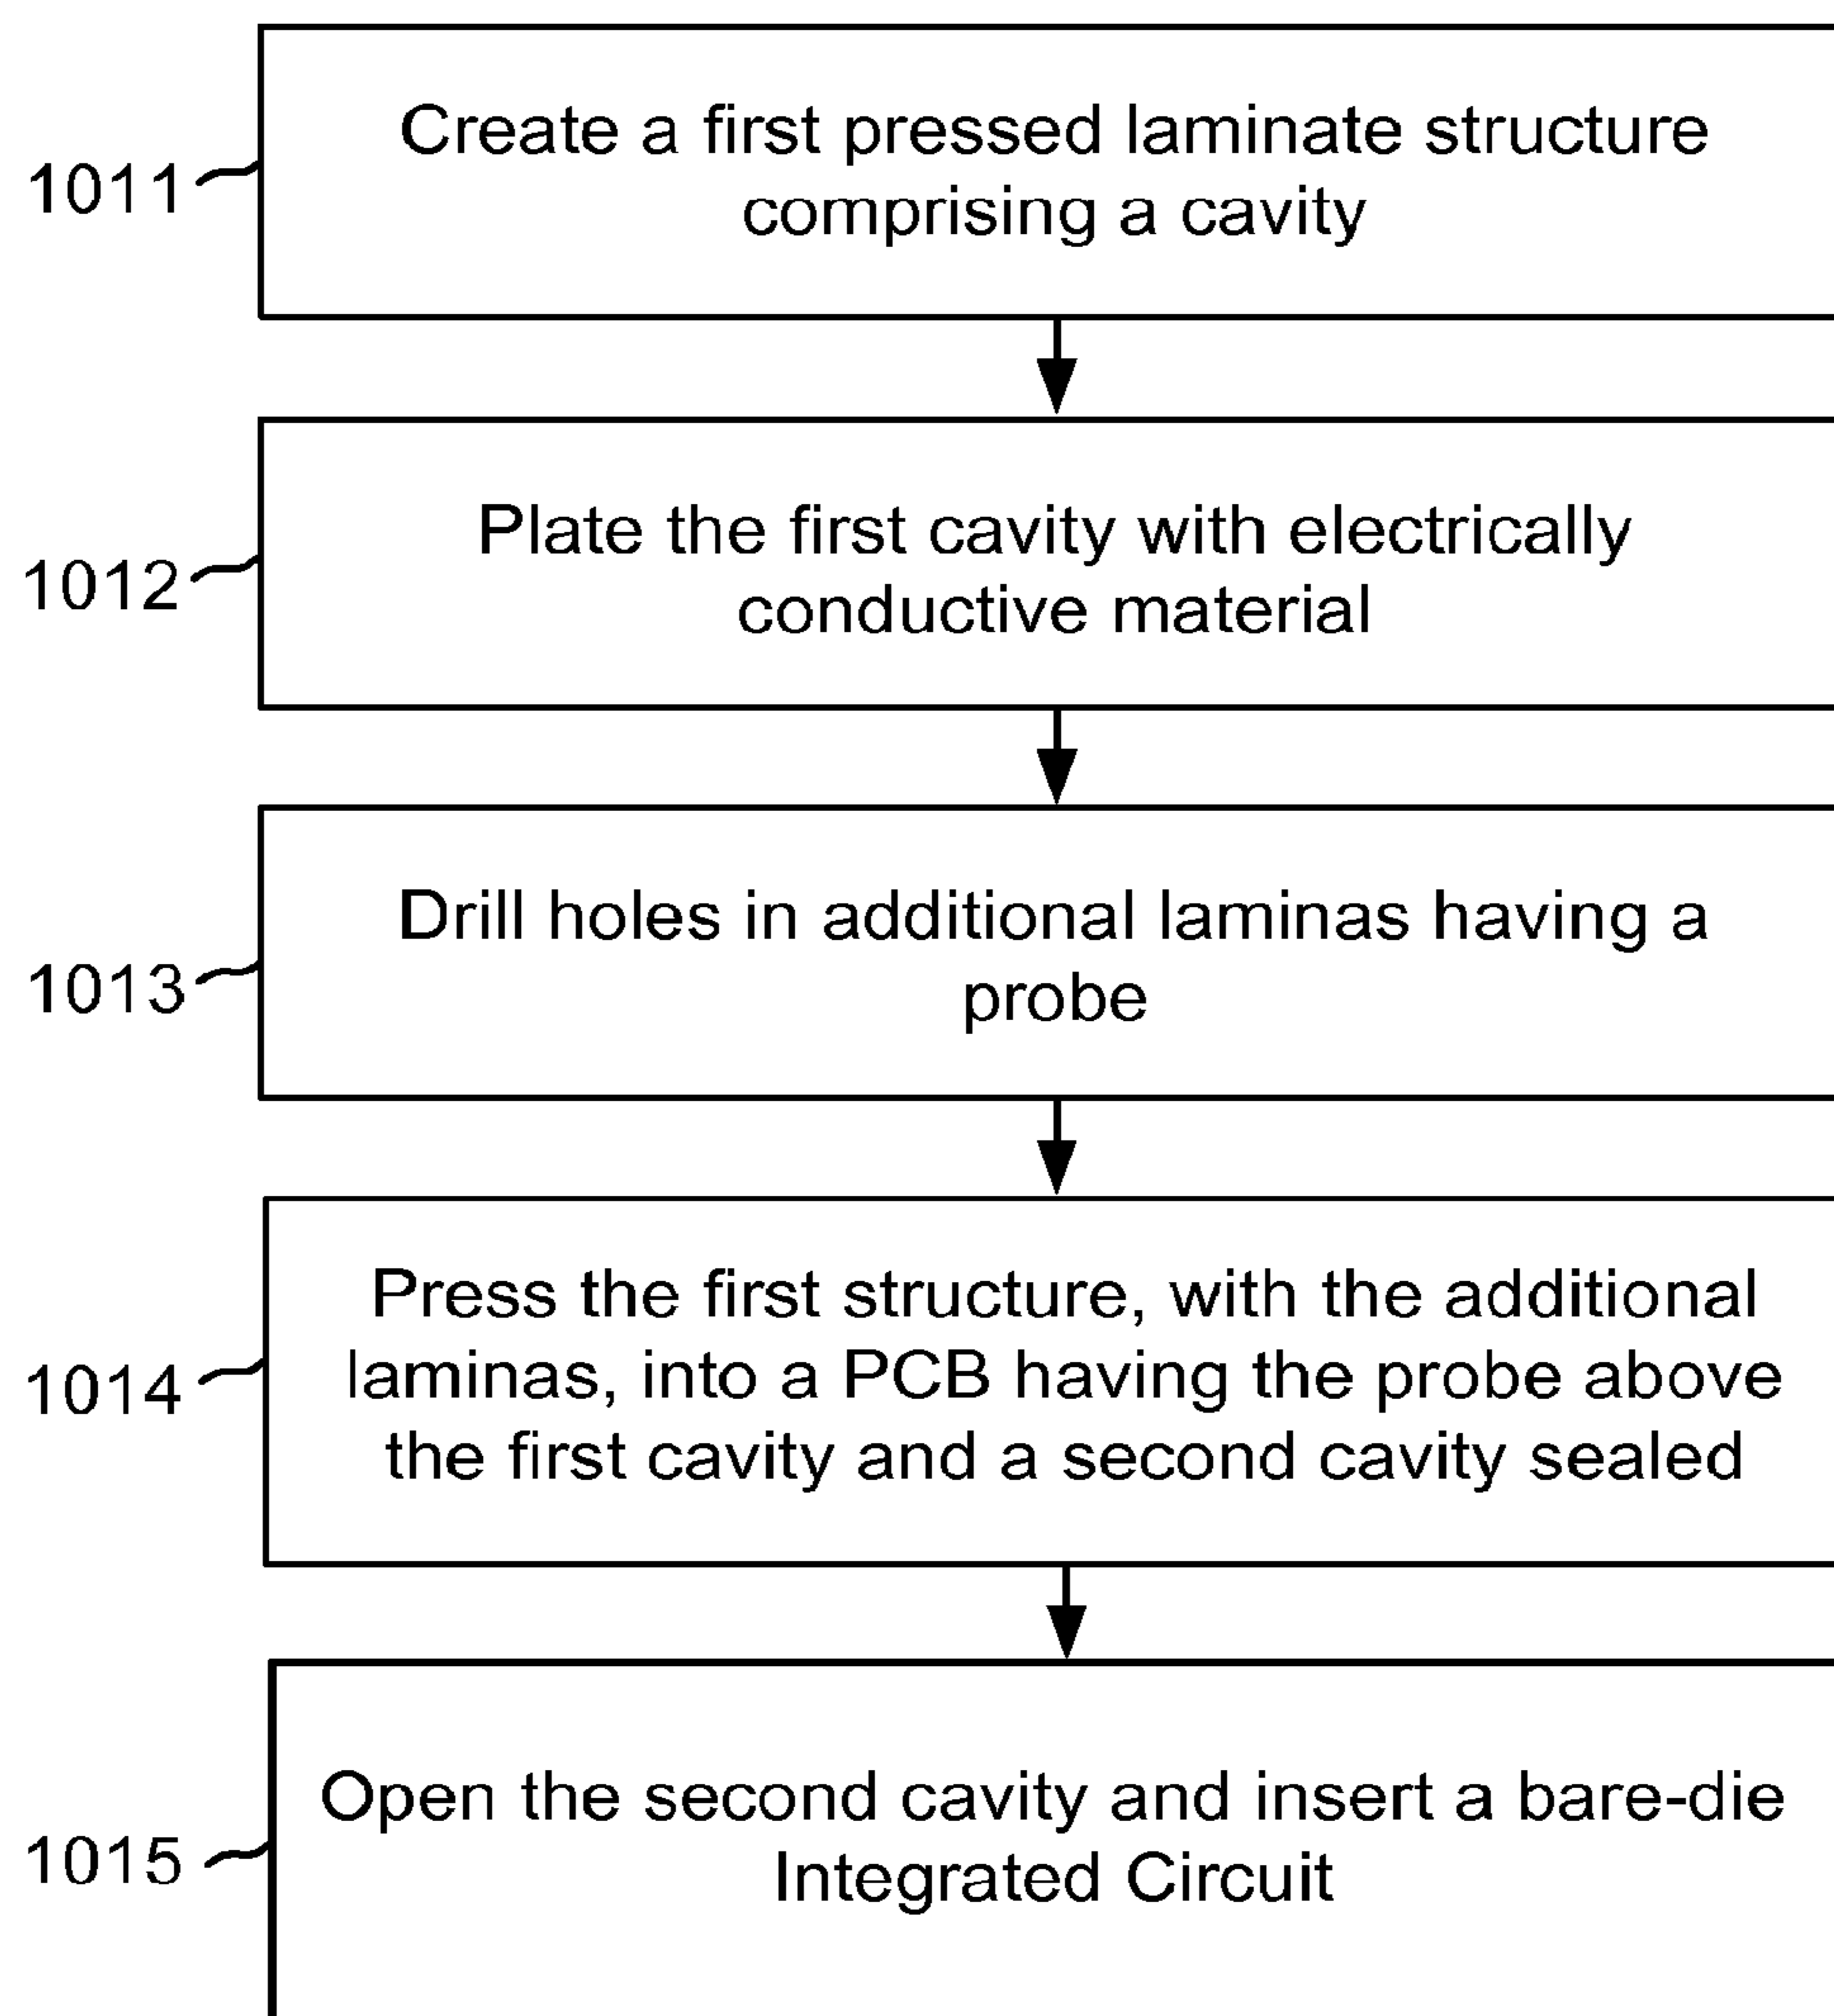 1011
Create a first pressed laminate structure
comprising a cavity
1012
Plate the first cavity with electrically
conductive material
1013
Drill holes in additional laminas having a
probe
1014
Press the first structure, with the additional
laminas, into a PCB having the probe above
the first cavity and a second cavity sealed
1015
Open the second cavity and insert a bare-die
Integrated Circuit